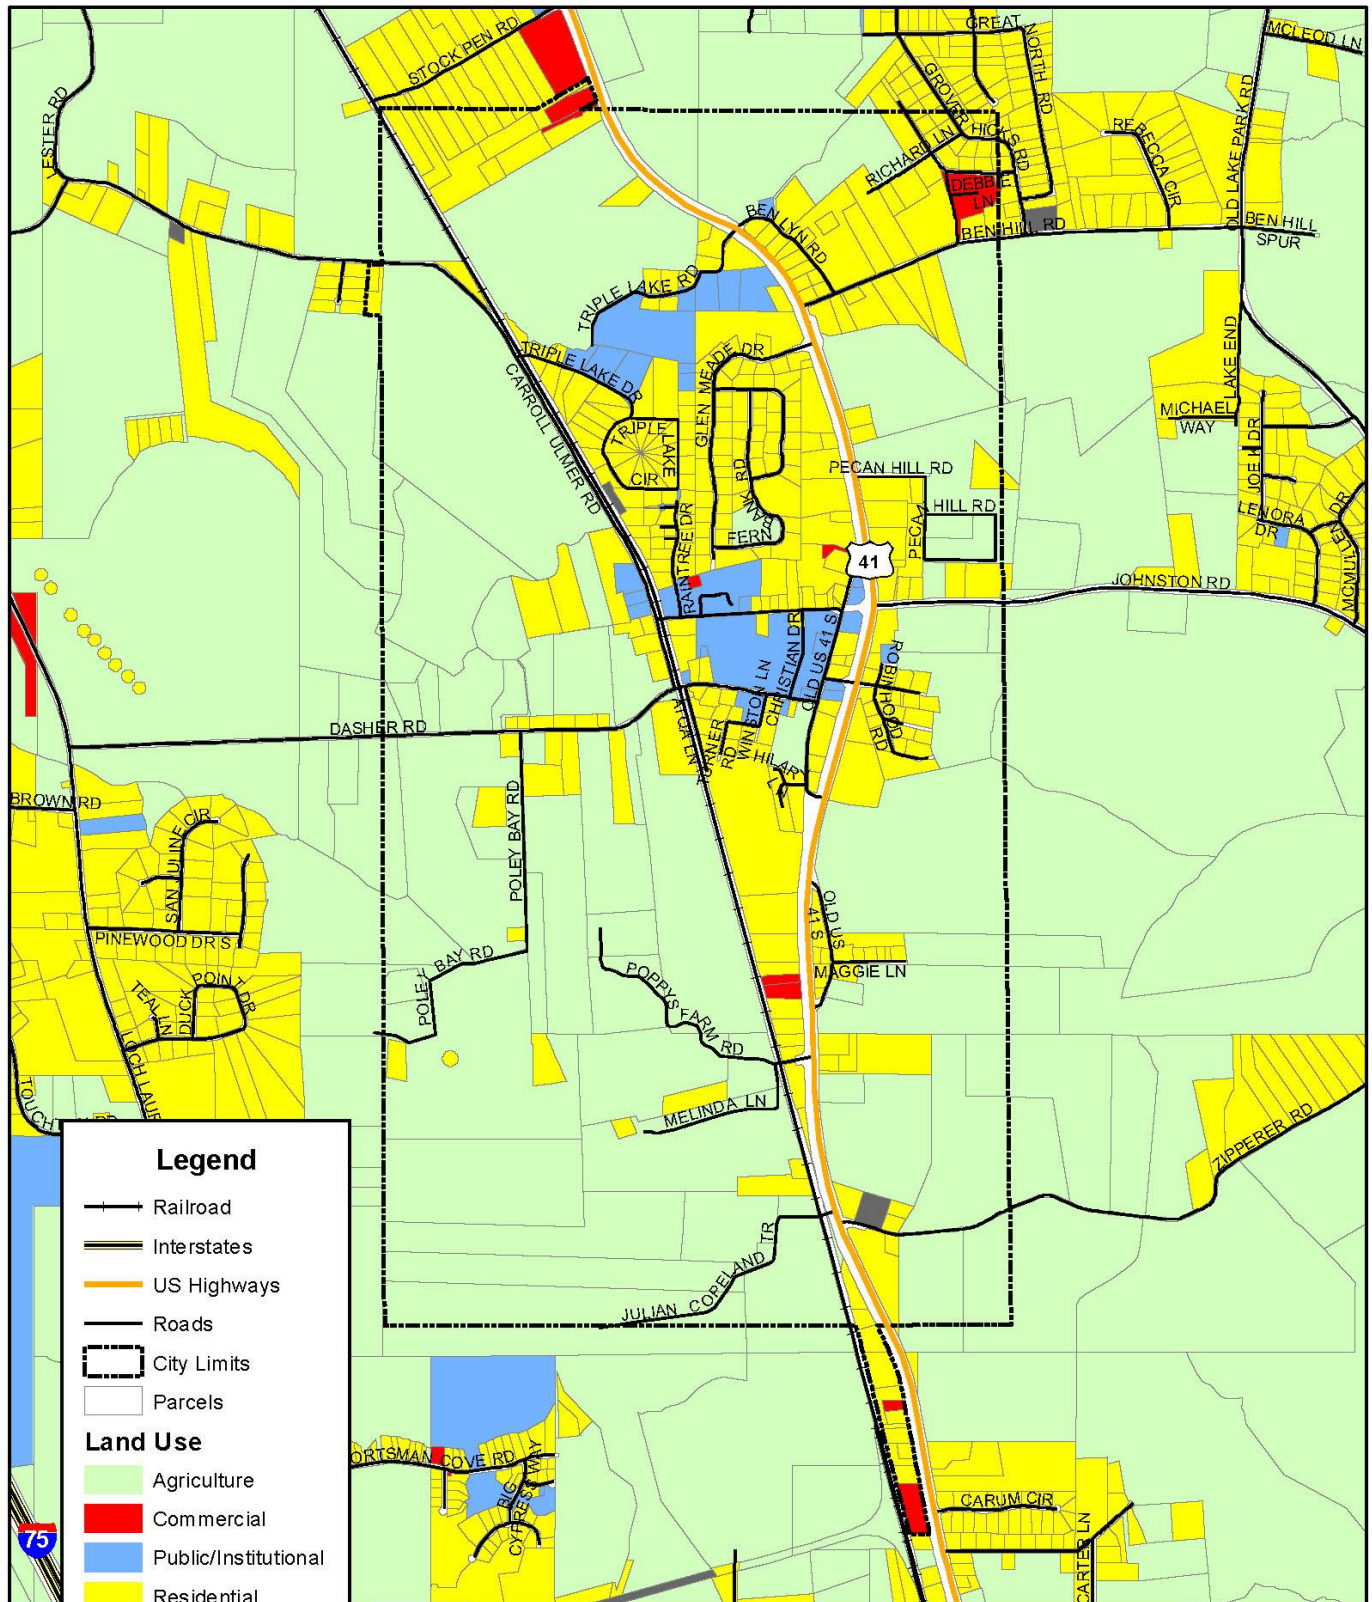 STOCK PEN RD
GREAT
NORTH RD
MCLEOD LN
LESTER RD
GROVER
HICKS RD
REBECCA CIR
OLD LAKE PARK RD
RICHARD LN
DEBBIE
LN
BEN HILL RD
BEN HILL
SPUR
BEN LYN RD
TRIPLE LAKE RD
TRIPLE LAKE DR
GLEN MEADE DR
LAKE END
CARROLL ULMER RD
TRIPLE
LAKE
CIR
MICHAEL
WAY
JOE K DR
PECAN HILL RD
BANK RD
FERN
PECAN
HILL RD
LENORA
DR
MCMULLEN DR
RAINTREE DR
41
JOHNSTON RD
CHRISTIAN DR
OLD US 41 S
ROBINHOOD
RD
WINSTON LN
DASHER RD
TURNER
RD
HILARY
BROWN RD
POLEY BAY RD
SAN JULINE CIR
PINEWOOD DR S
OLD US
41 S
MAGGIE LN
POLEY BAY RD
POPPYS FARM RD
TEAL LN
DUCK
POINT DR
LOCH LAUR
MELINDA LN
TOUCH
ZIPPERER RD
JULIAN COPELAND TR
Legend
Railroad
Interstates
US Highways
Roads
City Limits
Parcels
Land Use
Agriculture
Commercial
Public/Institutional
Residential
75
ORTSMAN COVE RD
BIG
CYPRESS WAY
CARUM CIR
CARTER LN